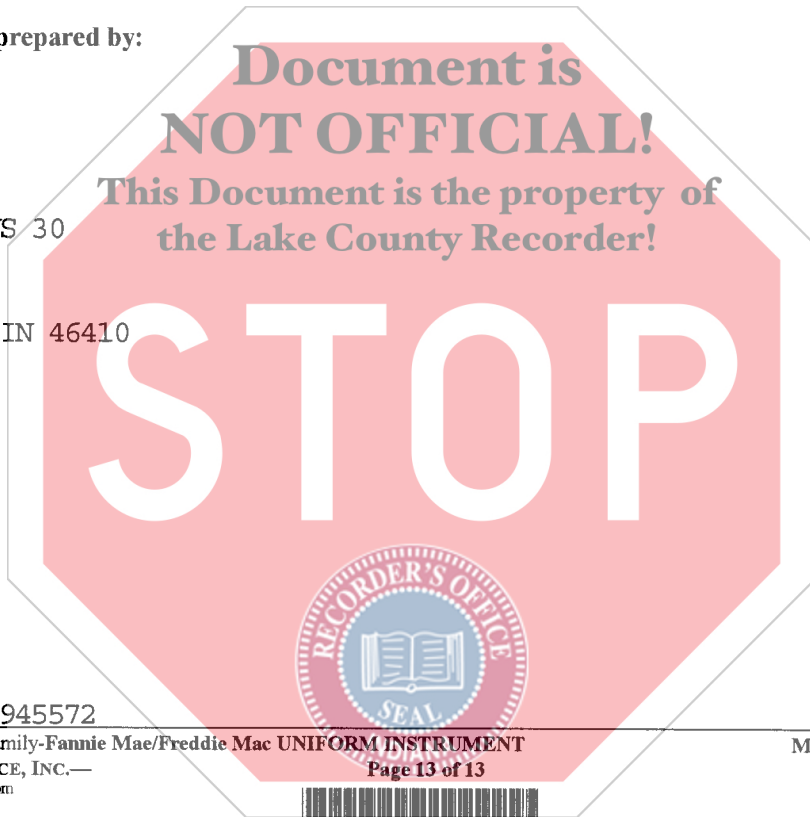 prepared by:
Document is
NOT OFFICIAL!
This Document is the property of
the Lake County Recorder!
S 30
IN 46410
STOP
RECORDER'S OFFICE
SEAL
INDIANA
945572
mily-Fannie Mae/Freddie Mac UNIFORM INSTRUMENT
CE, INC.— Page 13 of 13